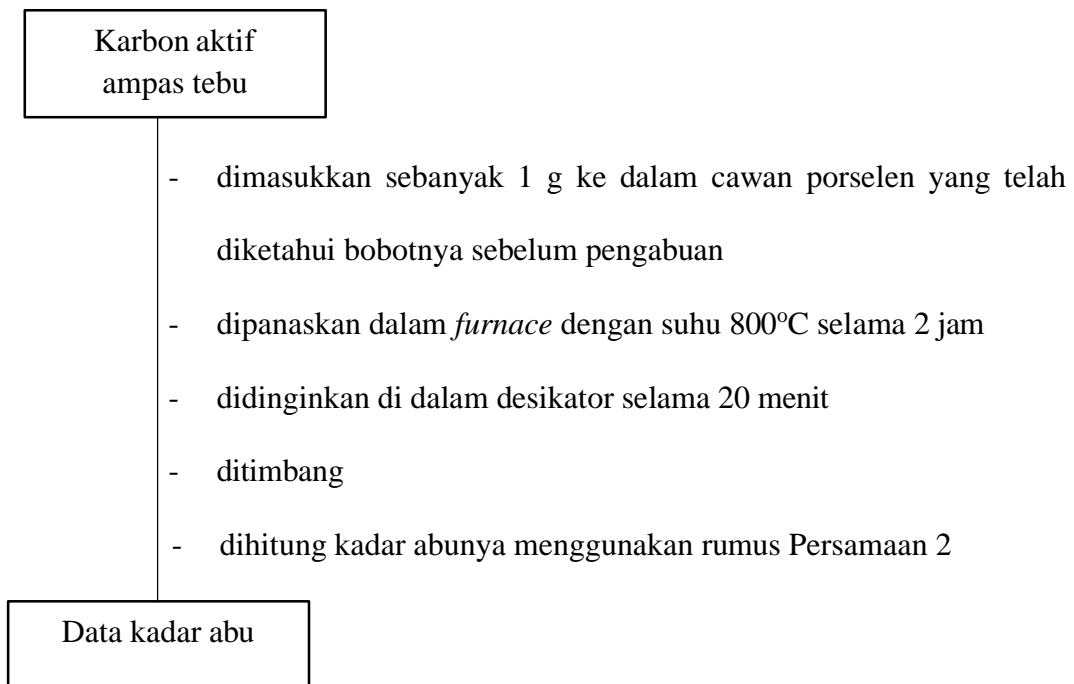 Karbon aktif
ampas tebu
- dimasukkan sebanyak 1 g ke dalam cawan porselen yang telah
diketahui bobotnya sebelum pengabuan
- dipanaskan dalam furnace dengan suhu 800ºC selama 2 jam
- didinginkan di dalam desikator selama 20 menit
- ditimbang
- dihitung kadar abunya menggunakan rumus Persamaan 2
Data kadar abu